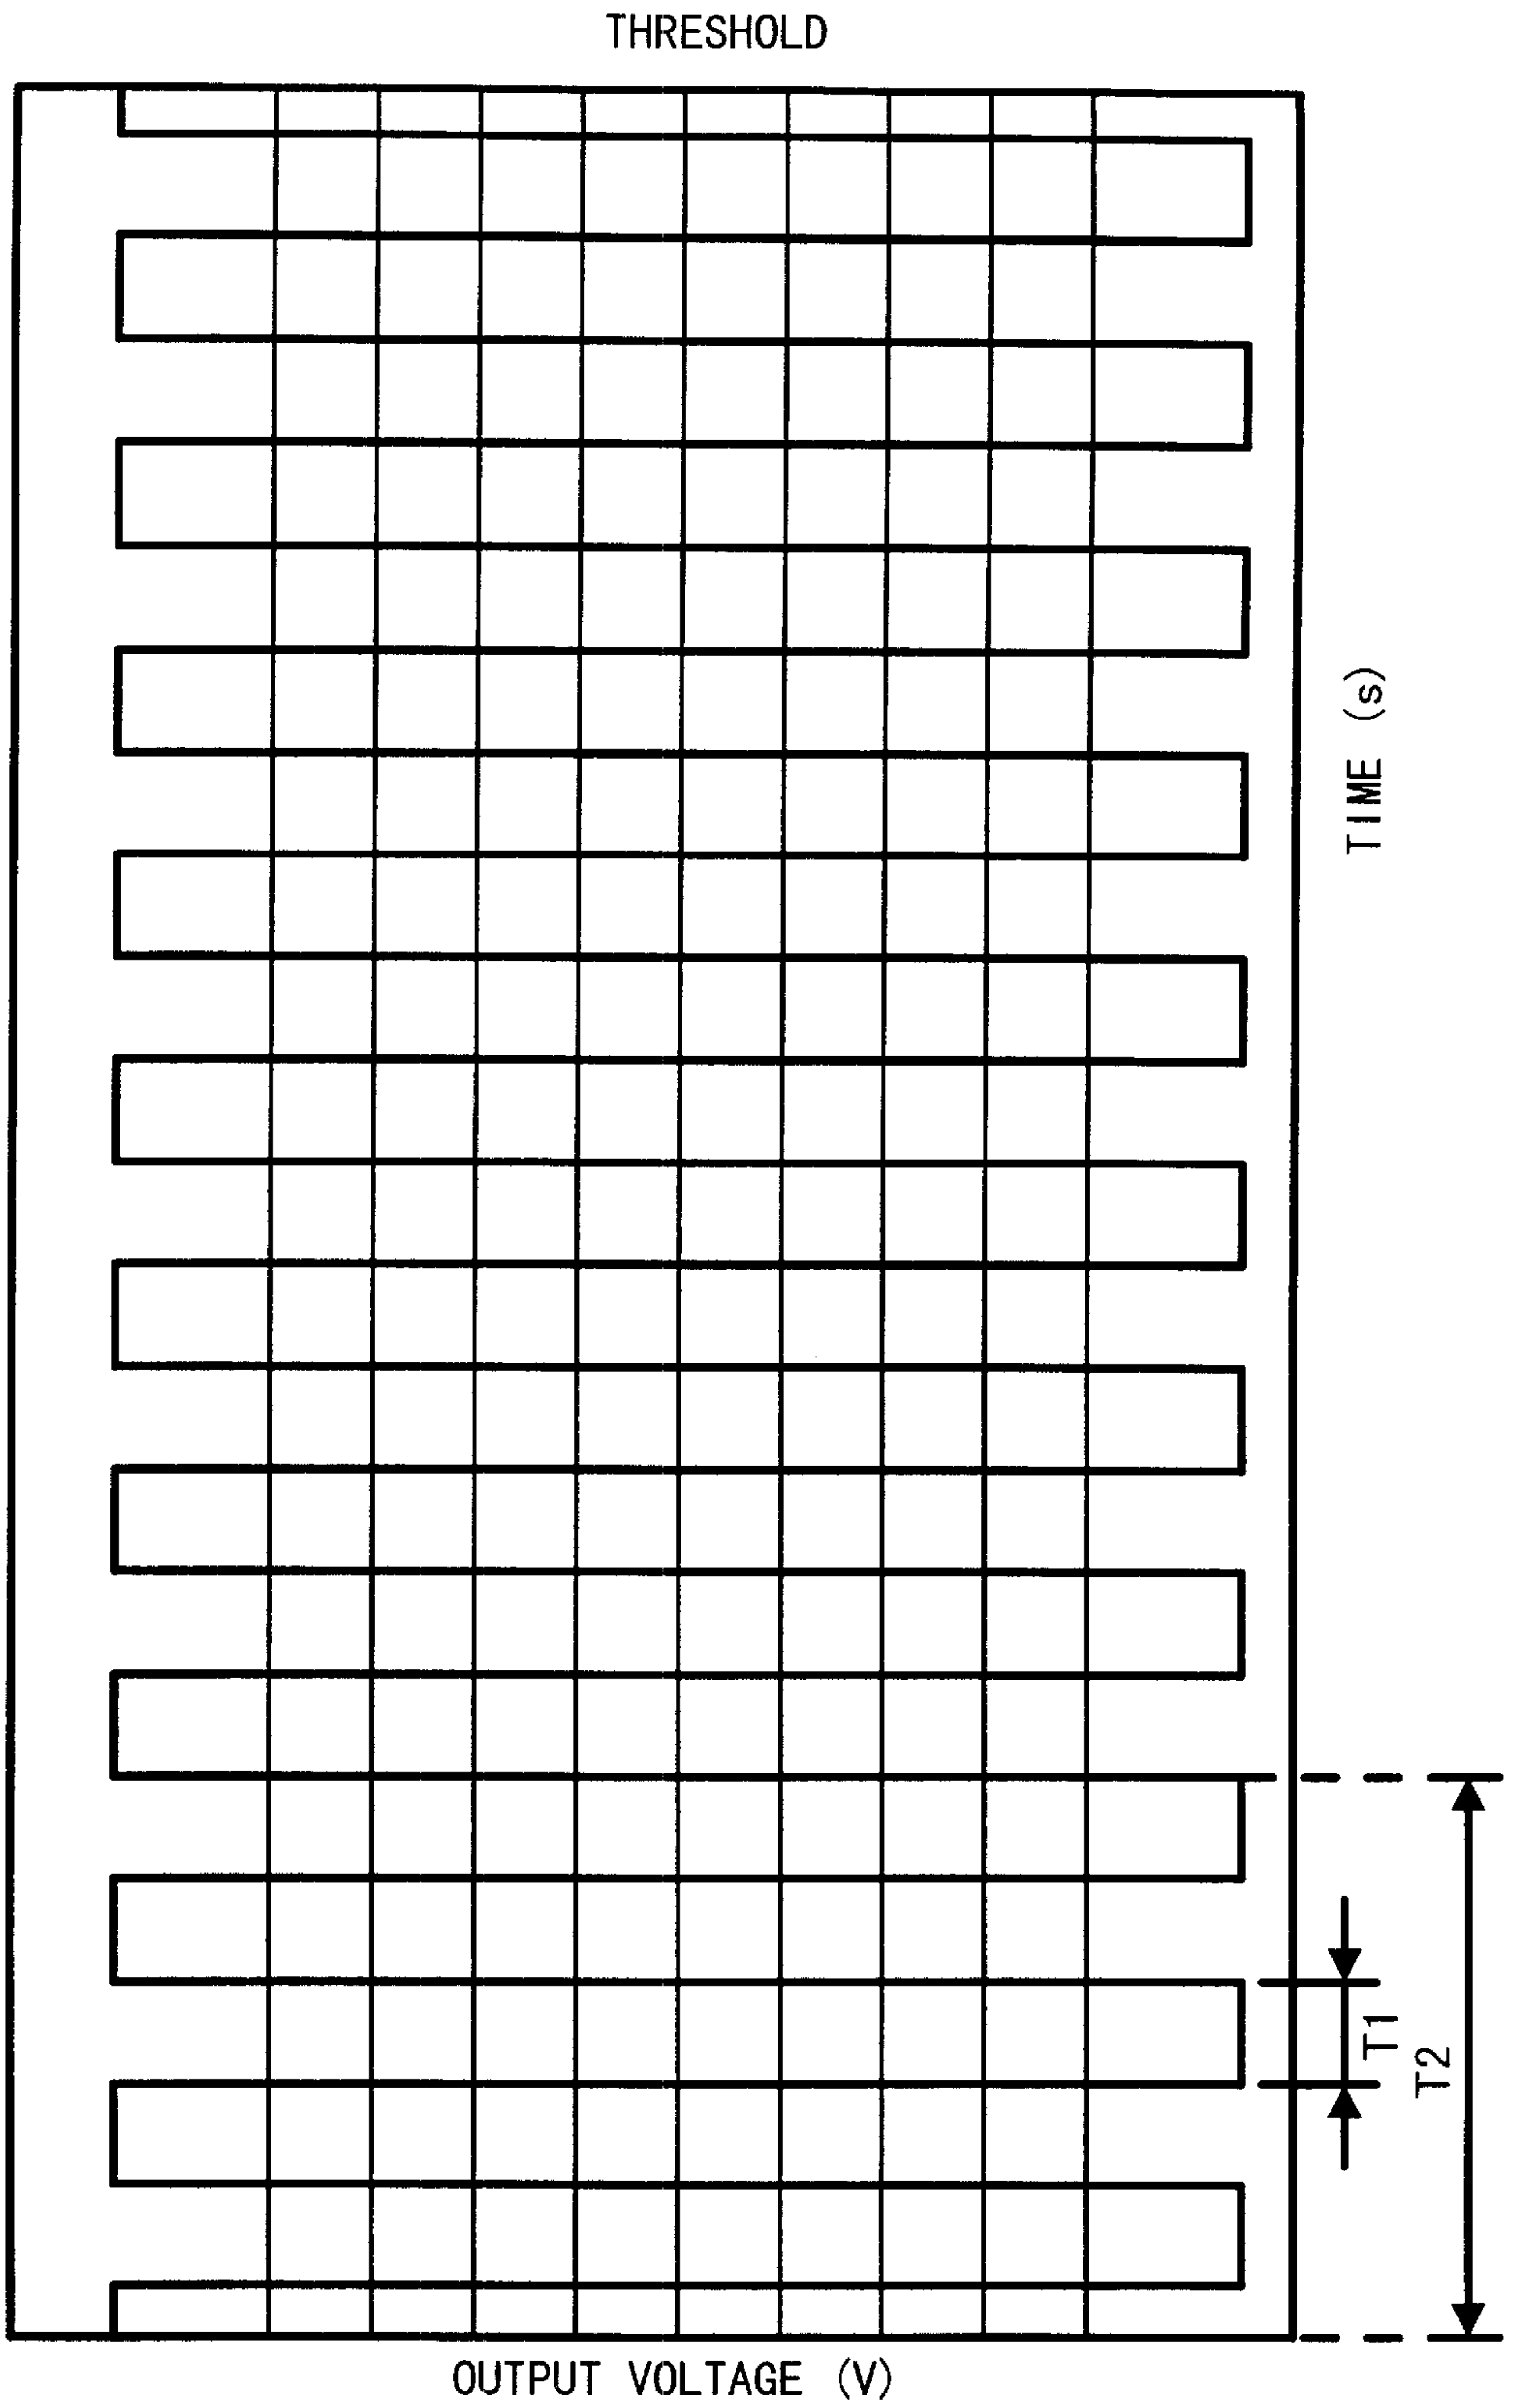 THRESHOLD
TIME (s)
T1
T2
OUTPUT VOLTAGE (V)